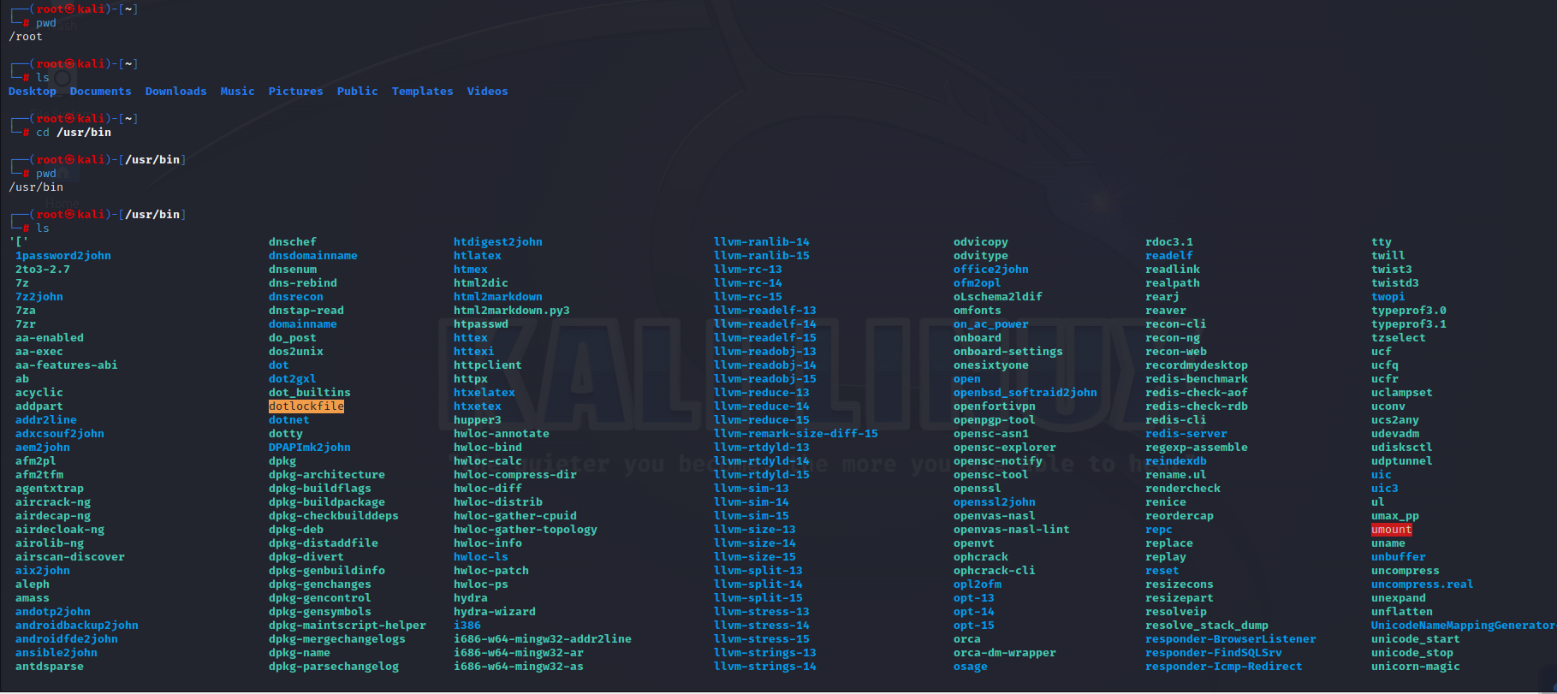 ┌──(root㉿kali)-[~]
└─# pwd
/root
┌──(root㉿kali)-[~]
└─# ls
Desktop Documents Downloads Music Pictures Public Templates Videos
┌──(root㉿kali)-[~]
└─# cd /usr/bin
┌──(root㉿kali)-[/usr/bin]
└─# pwd
/usr/bin
Home
┌──(root㉿kali)-[/usr/bin]
└─# ls
'[' dnschef htdigest2john llvm-ranlib-14 odvicopy rdoc3.1 tty
1password2john dnsdomainname htlatex llvm-ranlib-15 odvitype readelf twill
2to3-2.7 dnsenum htmex llvm-rc-13 office2john readlink twist3
7z dns-rebind html2dic llvm-rc-14 ofm2opl realpath twistd3
7z2john dnsrecon html2markdown llvm-rc-15 oLschema2ldif rearj twopi
7za dnstap-read html2markdown.py3 llvm-readelf-13 omfonts reaver typeprof3.0
7zr domainname htpasswd llvm-readelf-14 on_ac_power recon-cli typeprof3.1
aa-enabled do_post httex llvm-readelf-15 onboard recon-ng tzselect
aa-exec dos2unix httexi llvm-readobj-13 onboard-settings recon-web ucf
aa-features-abi dot httpclient llvm-readobj-14 onesixtyone recordmydesktop ucfq
ab dot2gxl httpx llvm-readobj-15 open redis-benchmark ucfr
acyclic dot_builtins htxelatex llvm-reduce-13 openbsd_softraid2john redis-check-aof uclampset
addpart dotlockfile htxetex llvm-reduce-14 openfortivpn redis-check-rdb uconv
addr2line dotnet hupper3 llvm-reduce-15 openpgp-tool redis-cli ucs2any
adxcsouf2john dotty hwloc-annotate llvm-remark-size-diff-15 opensc-asn1 redis-server udevadm
aem2john DPAPImk2john hwloc-bind llvm-rtdyld-13 opensc-explorer regexp-assemble udisksctl
afm2pl dpkg hwloc-calc llvm-rtdyld-14 opensc-notify reindexdb udptunnel
afm2tfm dpkg-architecture hwloc-compress-dir llvm-rtdyld-15 opensc-tool rename.ul uic
agentxtrap dpkg-buildflags hwloc-diff llvm-sim-13 openssl rendercheck uic3
aircrack-ng dpkg-buildpackage hwloc-distrib llvm-sim-14 openssl2john renice ul
airdecap-ng dpkg-checkbuilddeps hwloc-gather-cpuid llvm-sim-15 openvas-nasl reordercap umax_pp
airdecloak-ng dpkg-deb hwloc-gather-topology llvm-size-13 openvas-nasl-lint repc umount
airolib-ng dpkg-distaddfile hwloc-info llvm-size-14 openvt replace uname
airscan-discover dpkg-divert hwloc-ls llvm-size-15 ophcrack replay unbuffer
aix2john dpkg-genbuildinfo hwloc-patch llvm-split-13 ophcrack-cli reset uncompress
aleph dpkg-genchanges hwloc-ps llvm-split-14 opl2ofm resizecons uncompress.real
amass dpkg-gencontrol hydra llvm-split-15 opt-13 resizepart unexpand
andotp2john dpkg-gensymbols hydra-wizard llvm-stress-13 opt-14 resolveip unflatten
androidbackup2john dpkg-maintscript-helper i386 llvm-stress-14 opt-15 resolve_stack_dump UnicodeNameMappingGenerator
androidfde2john dpkg-mergechangelogs i686-w64-mingw32-addr2line llvm-stress-15 orca responder-BrowserListener unicode_start
ansible2john dpkg-name i686-w64-mingw32-ar llvm-strings-13 orca-dm-wrapper responder-FindSQLSrv unicode_stop
antdsparse dpkg-parsechangelog i686-w64-mingw32-as llvm-strings-14 osage responder-Icmp-Redirect unicorn-magic
KALI LINUX